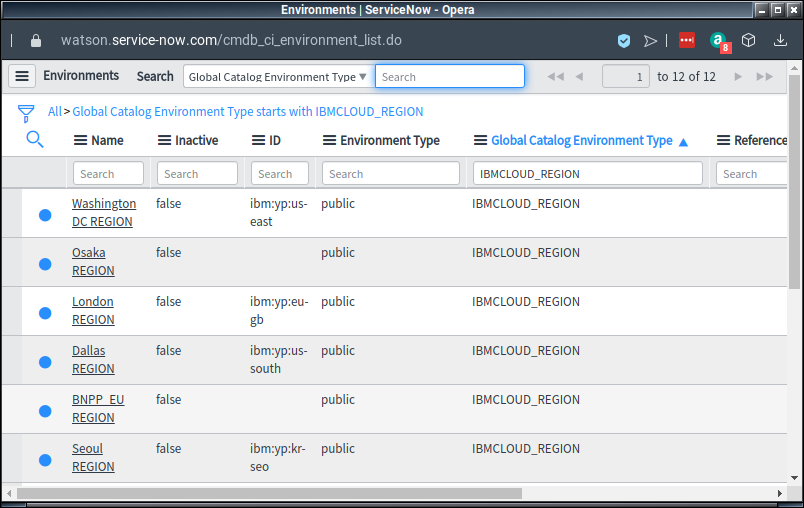 Environments | ServiceNow - Opera
watson.service-now.com/cmdb_ci_environment_list.do
8
Environments Search Global Catalog Environment Type Search 1 to 12 of 12
All > Global Catalog Environment Type starts with IBMCLOUD_REGION
Name Inactive ID Environment Type Global Catalog Environment Type Reference
Search Search Search Search IBMCLOUD_REGION Search
Washington false ibm:yp:us- public IBMCLOUD_REGION
DC REGION east
Osaka false public IBMCLOUD_REGION
REGION
London false ibm:yp:eu- public IBMCLOUD_REGION
REGION gb
Dallas false ibm:yp:us- public IBMCLOUD_REGION
REGION south
BNPP_EU false public IBMCLOUD_REGION
REGION
Seoul false ibm:yp:kr- public IBMCLOUD_REGION
REGION seo